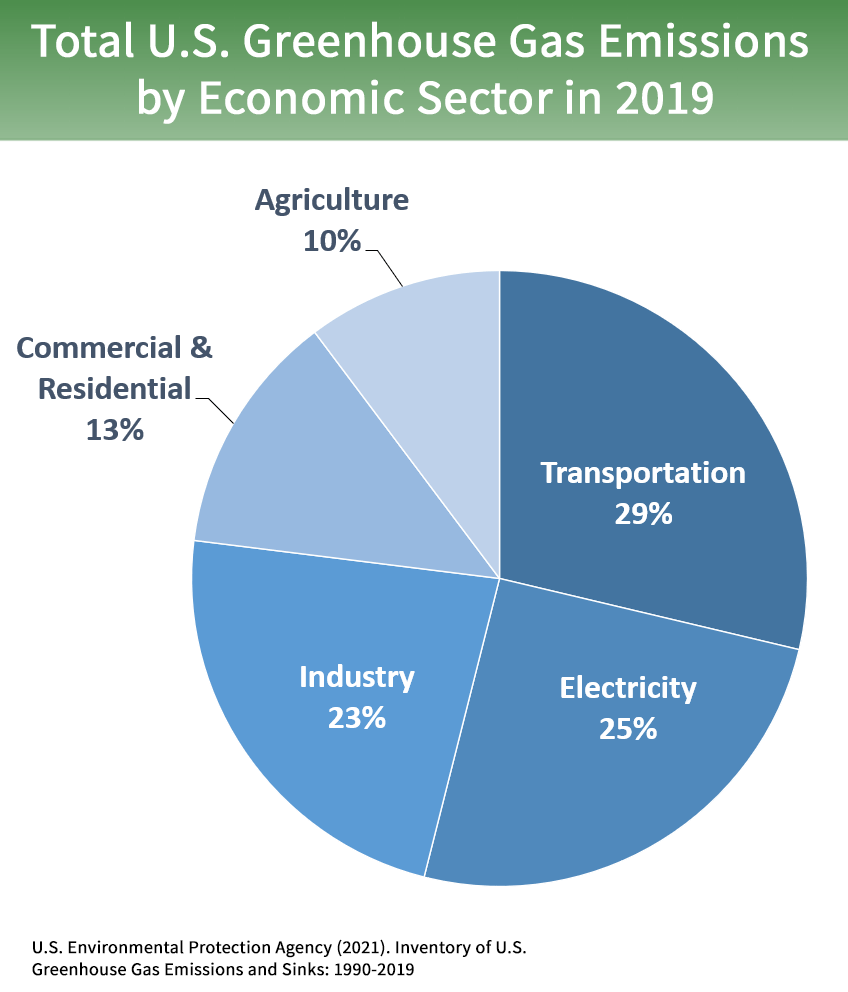 Total U.S. Greenhouse Gas Emissions
by Economic Sector in 2019
Agriculture
10%
Commercial &
Residential
13%
Transportation
29%
Industry
23%
Electricity
25%
U.S. Environmental Protection Agency (2021). Inventory of U.S.
Greenhouse Gas Emissions and Sinks: 1990-2019